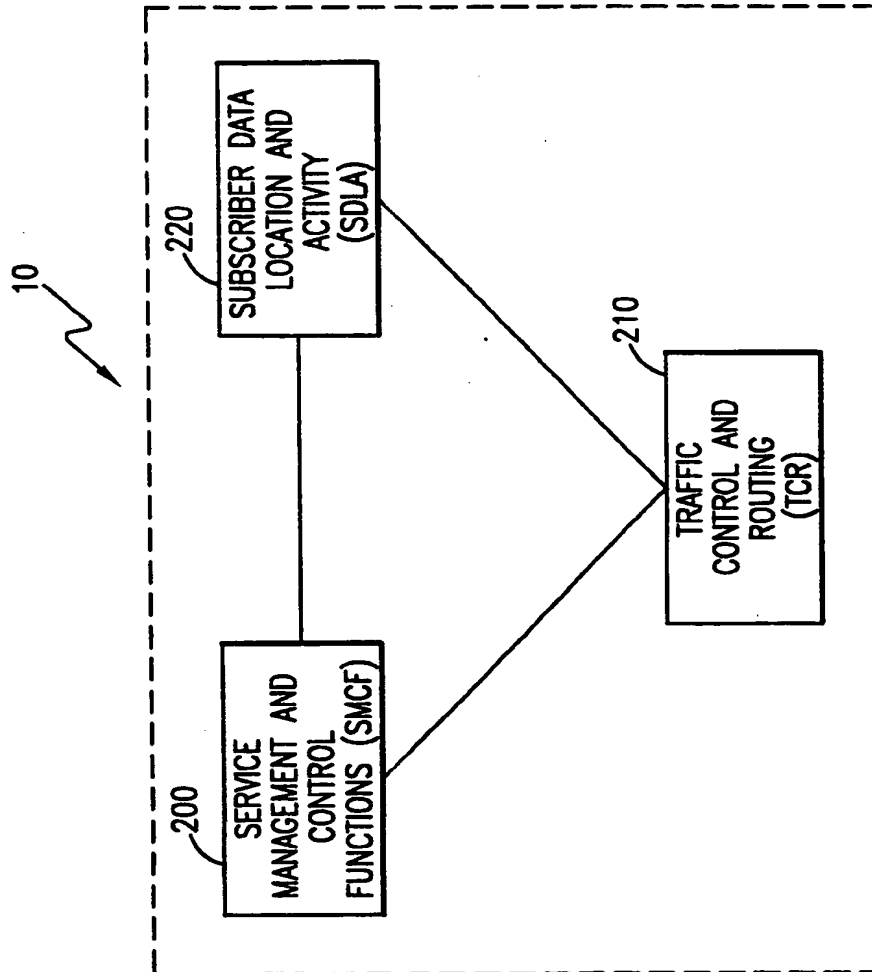 10
200
SERVICE
MANAGEMENT AND
CONTROL
FUNCTIONS (SMCF)
220
SUBSCRIBER DATA
LOCATION AND
ACTIVITY
(SDLA)
210
TRAFFIC
CONTROL AND
ROUTING
(TCR)